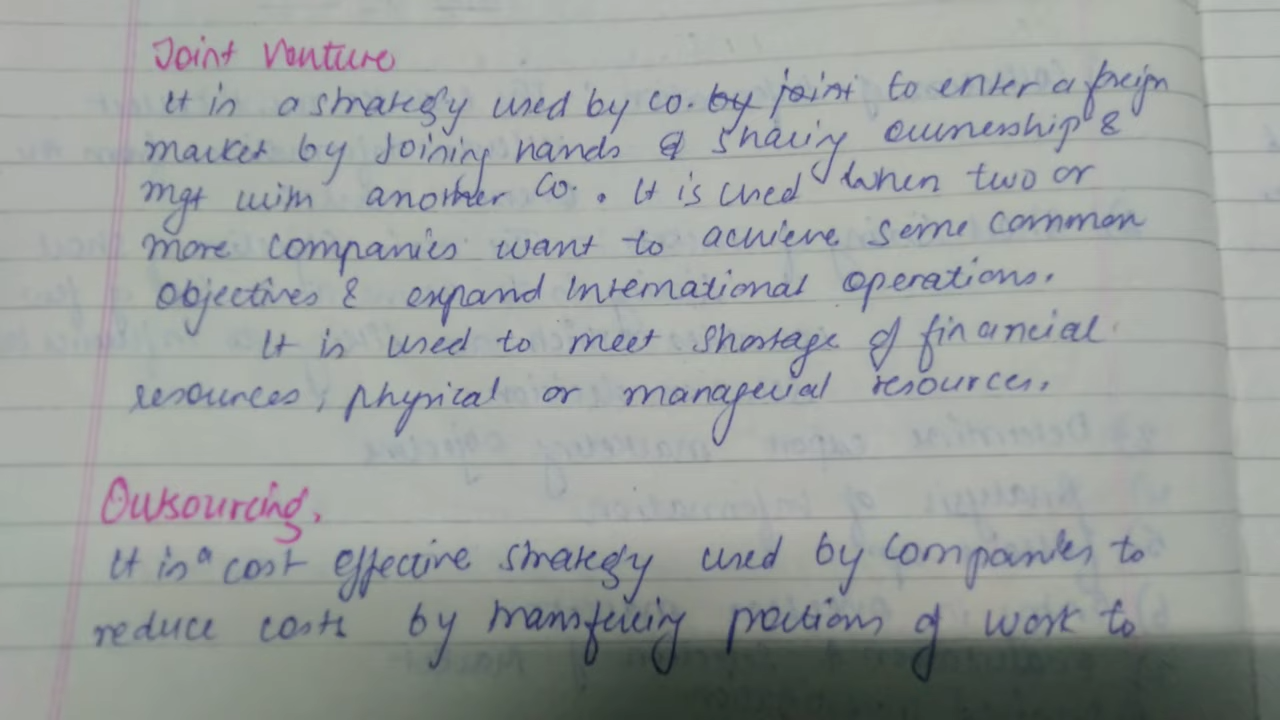 Joint Venture
It is a strategy used by co. by joint to enter a foreign
market by Joining hands & Sharing ownership &
mgt with another Co. . It is used when two or
more companies want to achieve some common
Objectives & expand International operations.
It is used to meet Shortage of financial
resources, physical or managerial resources.
Outsourcing.
It is a cost effective strategy used by Companies to
reduce costs by transfering portions of work to